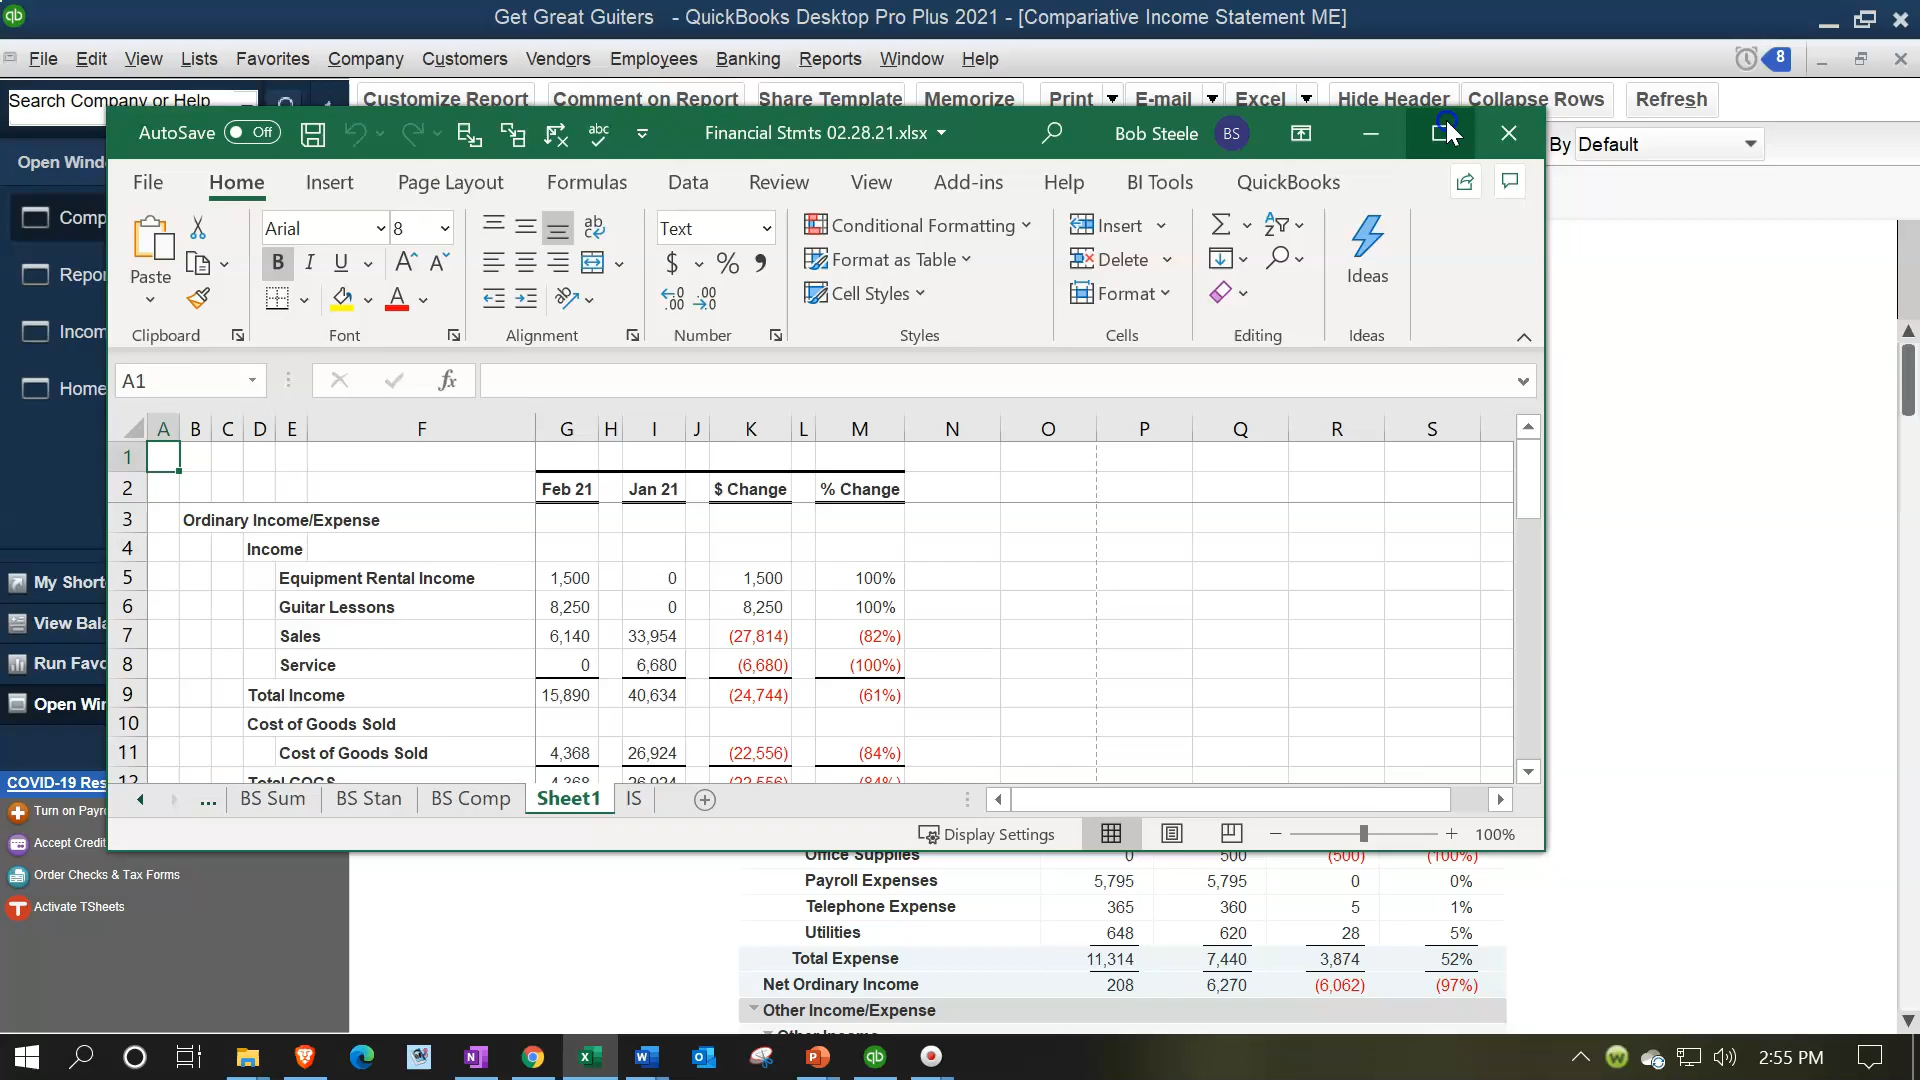 Get Great Guiters - QuickBooks Desktop Pro Plus 2021 - [Compariative Income Statement ME]
File Edit View Lists Favorites Company Customers Vendors Employees Banking Reports Window Help 8
Search Company or Help Customize Report Comment on Report Share Template Memorize Print E-mail Excel Hide Header Collapse Rows Refresh
AutoSave Off Financial Stmts 02.28.21.xlsx Bob Steele BS
By Default
Open Wind
File Home Insert Page Layout Formulas Data Review View Add-ins Help BI Tools QuickBooks
Comp
Repor
Incom
Home
Paste
Arial 8
Text
Conditional Formatting
Format as Table
Cell Styles
Insert
Delete
Format
Ideas
Clipboard Font Alignment Number Styles Cells Editing Ideas
A1 fx
A B C D E F G H I J K L M N O P Q R S
1
2 Feb 21 Jan 21 $ Change % Change
3 Ordinary Income/Expense
4 Income
5 Equipment Rental Income 1,500 0 1,500 100%
6 Guitar Lessons 8,250 0 8,250 100%
7 Sales 6,140 33,954 (27,814) (82%)
8 Service 0 6,680 (6,680) (100%)
9 Total Income 15,890 40,634 (24,744) (61%)
10 Cost of Goods Sold
11 Cost of Goods Sold 4,368 26,924 (22,556) (84%)
12 Total COGS 4,368 26,924 (22,556) (84%)
... BS Sum BS Stan BS Comp Sheet1 IS
Display Settings 100%
My Short
View Bala
Run Favo
Open Win
COVID-19 Res
Turn on Payro
Accept Credit
Order Checks & Tax Forms
Activate TSheets
Office Supplies 0 500 (500) (100%)
Payroll Expenses 5,795 5,795 0 0%
Telephone Expense 365 360 5 1%
Utilities 648 620 28 5%
Total Expense 11,314 7,440 3,874 52%
Net Ordinary Income 208 6,270 (6,062) (97%)
Other Income/Expense
Other Income
2:55 PM